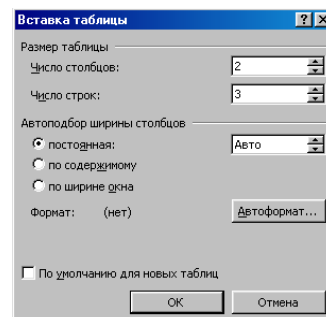 Вставка таблицы
Размер таблицы
Число столбцов: 2
Число строк: 3
Автоподбор ширины столбцов
постоянная: Авто
по содержимому
по ширине окна
Формат: (нет) Автоформат...
По умолчанию для новых таблиц
ОК Отмена